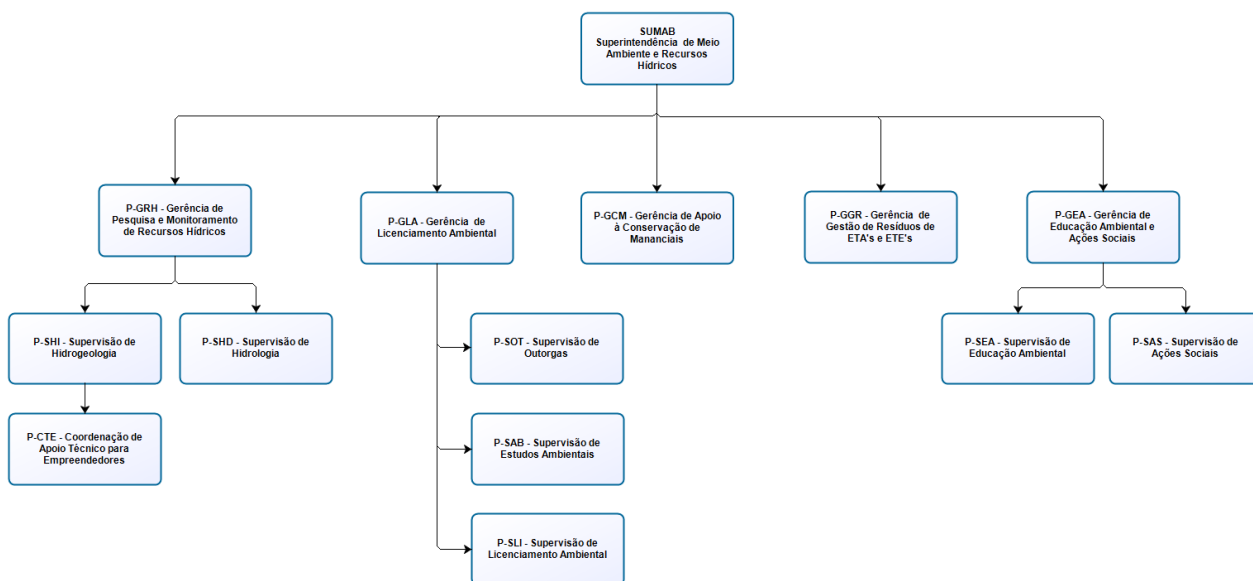 SUMAB
Superintendência de Meio
Ambiente e Recursos
Hídricos
P-GRH - Gerência de
Pesquisa e Monitoramento
de Recursos Hídricos
P-GLA - Gerência de
Licenciamento Ambiental
P-GCM - Gerência de Apoio
à Conservação de
Mananciais
P-GGR - Gerência de
Gestão de Resíduos de
ETA's e ETE's
P-GEA - Gerência de
Educação Ambiental e
Ações Sociais
P-SHI - Supervisão de
Hidrogeologia
P-SHD - Supervisão de
Hidrologia
P-SOT - Supervisão de
Outorgas
P-SEA - Supervisão de
Educação Ambiental
P-SAS - Supervisão de
Ações Sociais
P-CTE - Coordenação de
Apoio Técnico para
Empreendedores
P-SAB - Supervisão de
Estudos Ambientais
P-SLI - Supervisão de
Licenciamento Ambiental